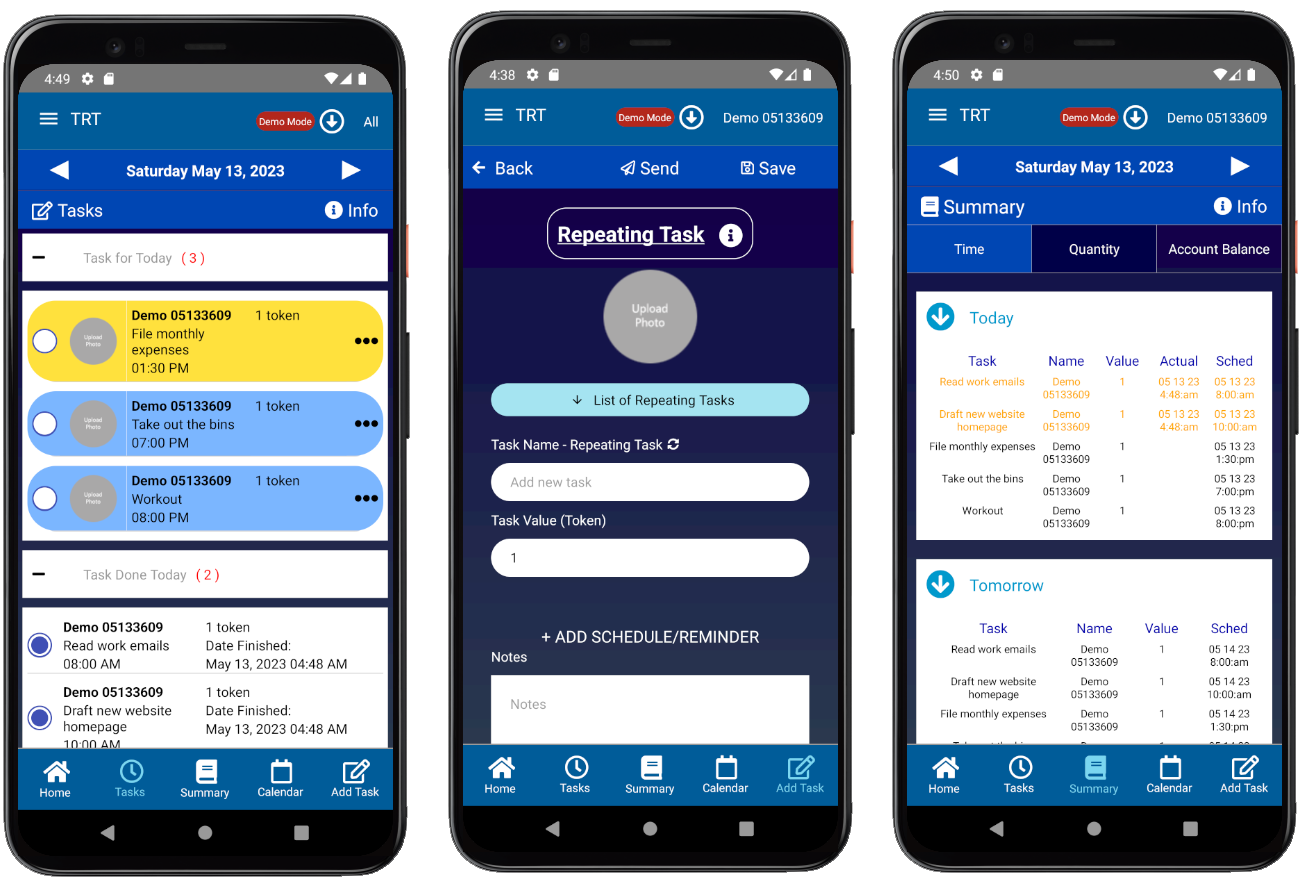 4:49
TRT
Demo Mode
All
Saturday May 13, 2023
Tasks
Info
Task for Today ( 3 )
Demo 05133609 1 token
File monthly
expenses
01:30 PM
Upload
Photo
Demo 05133609 1 token
Take out the bins
07:00 PM
Upload
Photo
Demo 05133609 1 token
Workout
08:00 PM
Upload
Photo
Task Done Today ( 2 )
Demo 05133609 1 token
Read work emails Date Finished:
08:00 AM May 13, 2023 04:48 AM
Demo 05133609 1 token
Draft new website Date Finished:
homepage May 13, 2023 04:48 AM
10:00 AM
Home Tasks Summary Calendar Add Task
4:38
TRT
Demo Mode
Demo 05133609
Back Send Save
Repeating Task
Upload
Photo
List of Repeating Tasks
Task Name - Repeating Task
Add new task
Task Value (Token)
1
+ ADD SCHEDULE/REMINDER
Notes
Notes
Home Tasks Summary Calendar Add Task
4:50
TRT
Demo Mode
Demo 05133609
Saturday May 13, 2023
Summary
Info
Time Quantity Account Balance
Today
Task Name Value Actual Sched
Read work emails Demo 1 05 13 23 05 13 23
05133609 4:48:am 8:00:am
Draft new website Demo 1 05 13 23 05 13 23
homepage 05133609 4:48:am 10:00:am
File monthly expenses Demo 1 05 13 23
05133609 1:30:pm
Take out the bins Demo 1 05 13 23
05133609 7:00:pm
Workout Demo 1 05 13 23
05133609 8:00:pm
Tomorrow
Task Name Value Sched
Read work emails Demo 1 05 14 23
05133609 8:00:am
Draft new website Demo 1 05 14 23
homepage 05133609 10:00:am
File monthly expenses Demo 1 05 14 23
05133609 1:30:pm
Home Tasks Summary Calendar Add Task